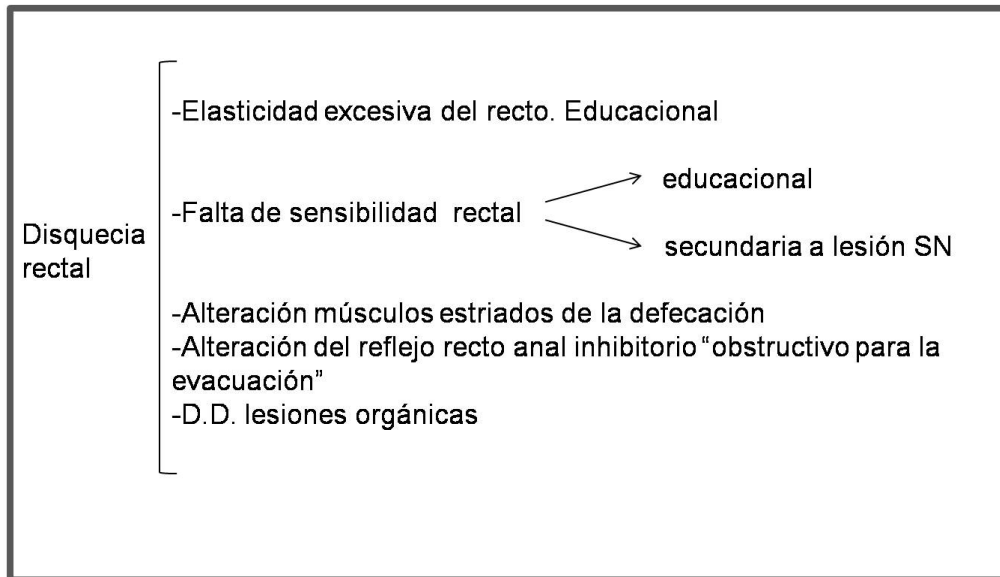 -Elasticidad excesiva del recto. Educacional
educacional
-Falta de sensibilidad rectal
Disquecia
rectal
secundaria a lesión SN
-Alteración músculos estriados de la defecación
-Alteración del reflejo recto anal inhibitorio “obstructivo para la
evacuación”
-D.D. lesiones orgánicas